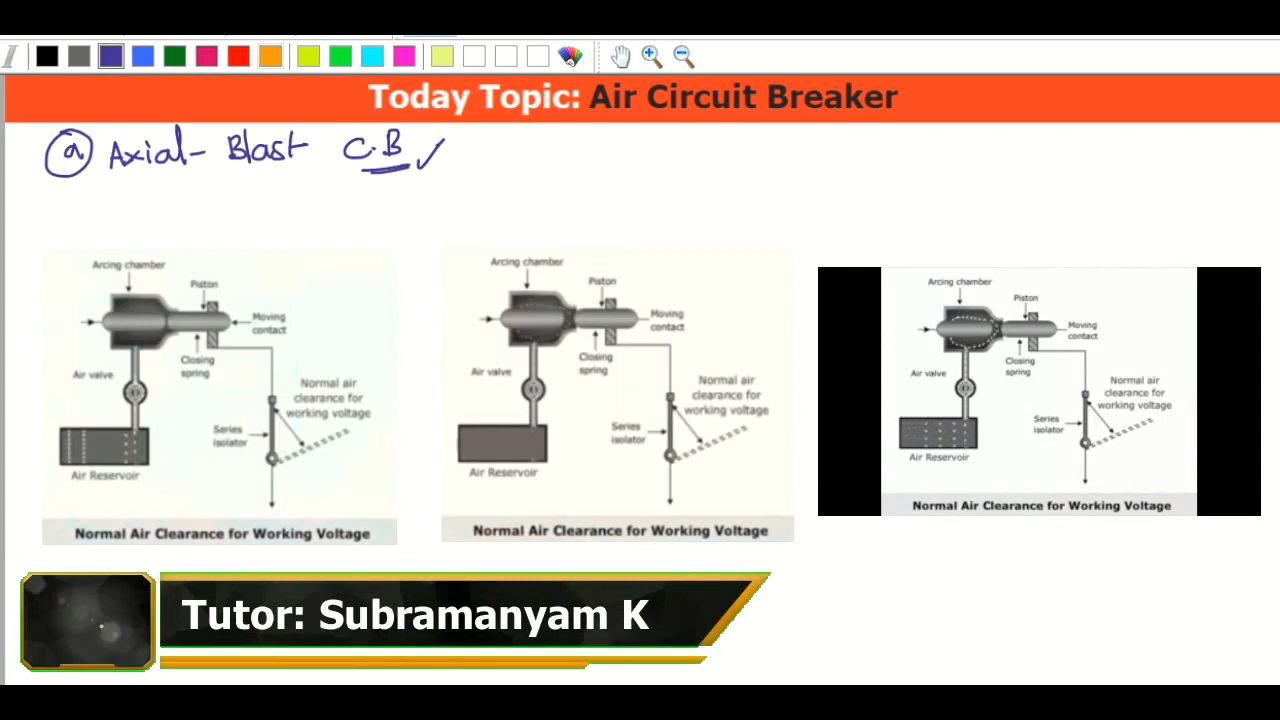 Today Topic: Air Circuit Breaker
a Axial- Blast C.B ✓
Arcing chamber
Piston
Moving
contact
Closing
spring
Air valve
Normal air
clearance for
working voltage
Series
isolator
Air Reservoir
Normal Air Clearance for Working Voltage
Arcing chamber
Piston
Moving
contact
Closing
spring
Air valve
Normal air
clearance for
working voltage
Series
isolator
Air Reservoir
Normal Air Clearance for Working Voltage
Arcing chamber
Piston
Moving
contact
Closing
spring
Air valve
Normal air
clearance for
working voltage
Series
isolator
Air Reservoir
Normal Air Clearance for Working Voltage
Tutor: Subramanyam K